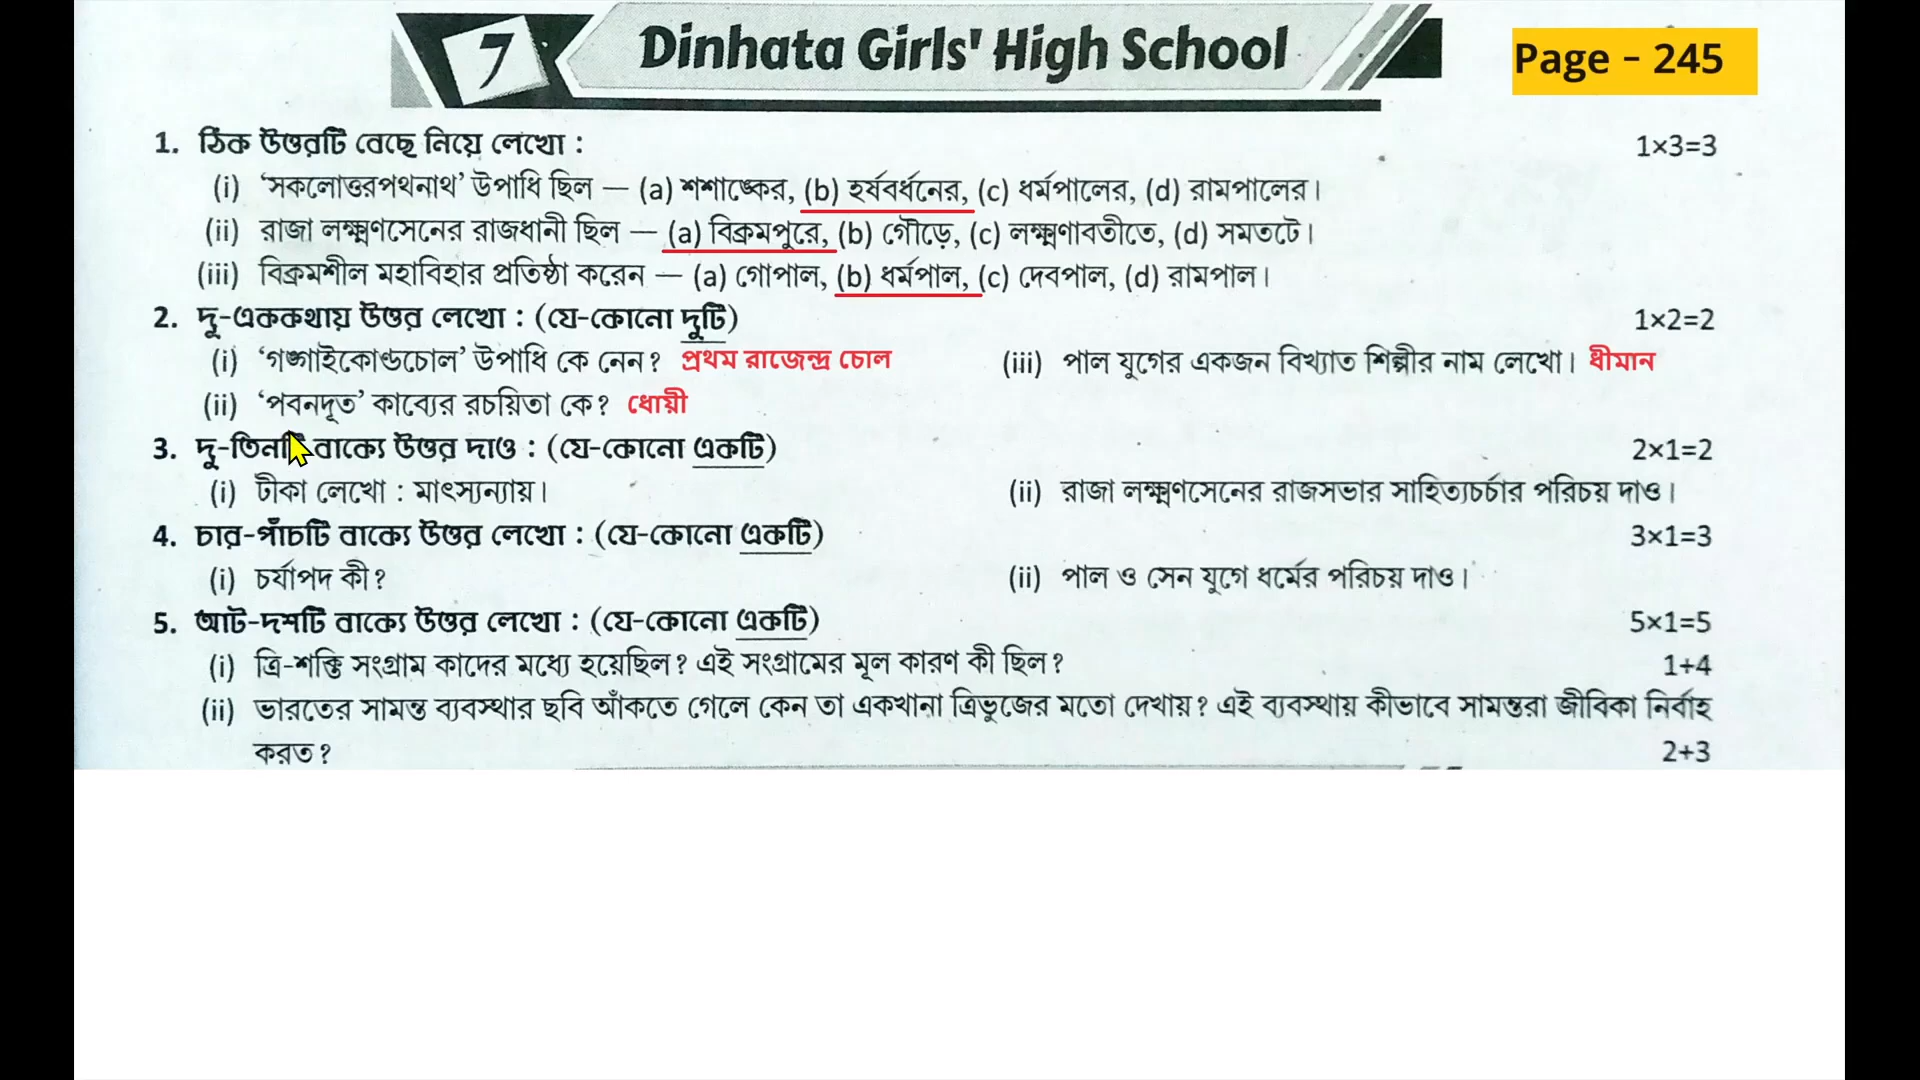 7
Dinhata Girls' High School
Page - 245
1. ঠিক উত্তরটি বেছে নিয়ে লেখো : 1×3=3
(i) ‘সকলোত্তরপথনাথ’ উপাধি ছিল — (a) শশাঙ্কের, (b) হর্ষবর্ধনের, (c) ধর্মপালের, (d) রামপালের।
(ii) রাজা লক্ষ্মণসেনের রাজধানী ছিল — (a) বিক্রমপুরে, (b) গৌড়ে, (c) লক্ষ্মণাবতীতে, (d) সমতটে।
(iii) বিক্রমশীল মহাবিহার প্রতিষ্ঠা করেন — (a) গোপাল, (b) ধর্মপাল, (c) দেবপাল, (d) রামপাল।
2. দু-এককথায় উত্তর লেখো : (যে-কোনো দুটি) 1×2=2
(i) ‘গঙ্গাইকোণ্ডচোল’ উপাধি কে নেন? প্রথম রাজেন্দ্র চোল (iii) পাল যুগের একজন বিখ্যাত শিল্পীর নাম লেখো। ধীমান
(ii) ‘পবনদূত’ কাব্যের রচয়িতা কে? ধোয়ী
3. দু-তিনটি বাক্যে উত্তর দাও : (যে-কোনো একটি) 2×1=2
(i) টীকা লেখো : মাৎস্যন্যায়। (ii) রাজা লক্ষ্মণসেনের রাজসভার সাহিত্যচর্চার পরিচয় দাও।
4. চার-পাঁচটি বাক্যে উত্তর লেখো : (যে-কোনো একটি) 3×1=3
(i) চর্যাপদ কী? (ii) পাল ও সেন যুগে ধর্মের পরিচয় দাও।
5. আট-দশটি বাক্যে উত্তর লেখো : (যে-কোনো একটি) 5×1=5
(i) ত্রি-শক্তি সংগ্রাম কাদের মধ্যে হয়েছিল? এই সংগ্রামের মূল কারণ কী ছিল? 1+4
(ii) ভারতের সামন্ত ব্যবস্থার ছবি আঁকতে গেলে কেন তা একখানা ত্রিভুজের মতো দেখায়? এই ব্যবস্থায় কীভাবে সামন্তরা জীবিকা নির্বাহ
করত? 2+3